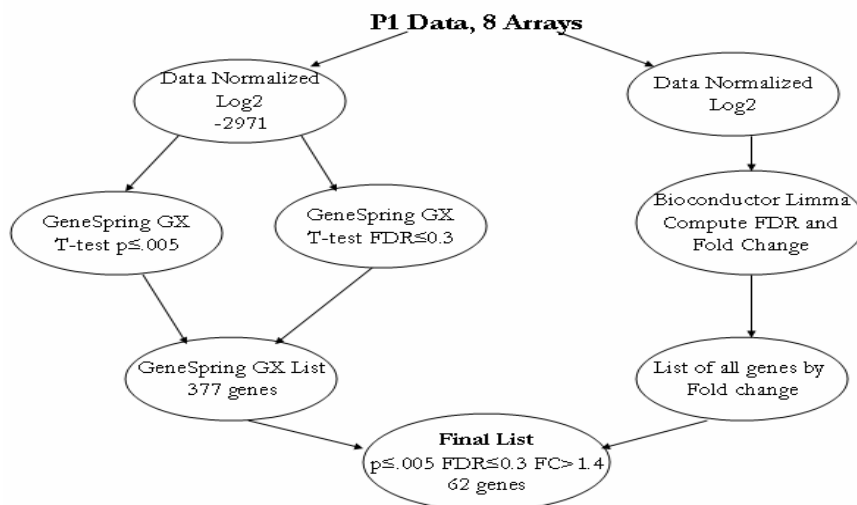 P1 Data, 8 Arrays
Data Normalized
Log2
-2971
Data Normalized
Log2
GeneSpring GX
T-test p≤.005
GeneSpring GX
T-test FDR≤0.3
Bioconductor Limma
Compute FDR and
Fold Change
GeneSpring GX List
377 genes
List of all genes by
Fold change
Final List
p≤.005 FDR≤0.3 FC>1.4
62 genes